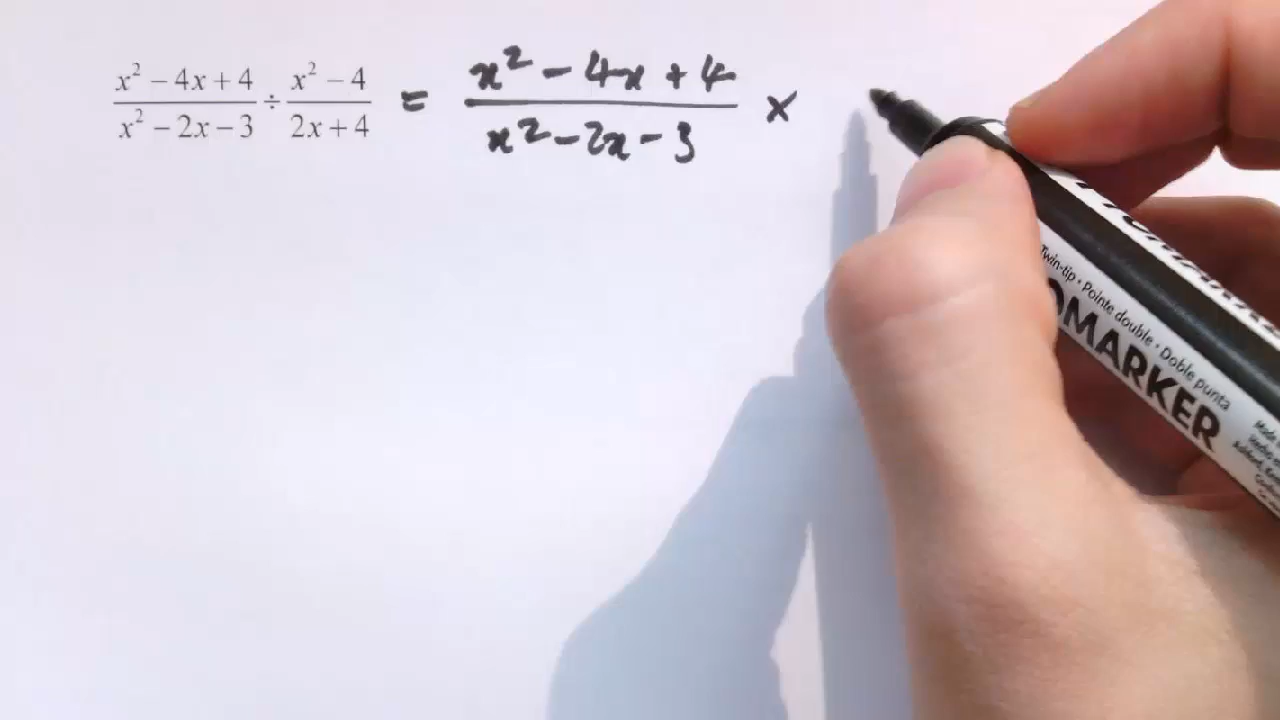 (x² − 4x + 4)/(x² − 2x − 3) ÷ (x² − 4)/(2x + 4) = (x² − 4x + 4)/(x² − 2x − 3) ×
Twin-tip • Pointe double • Doble punta
OMARKER